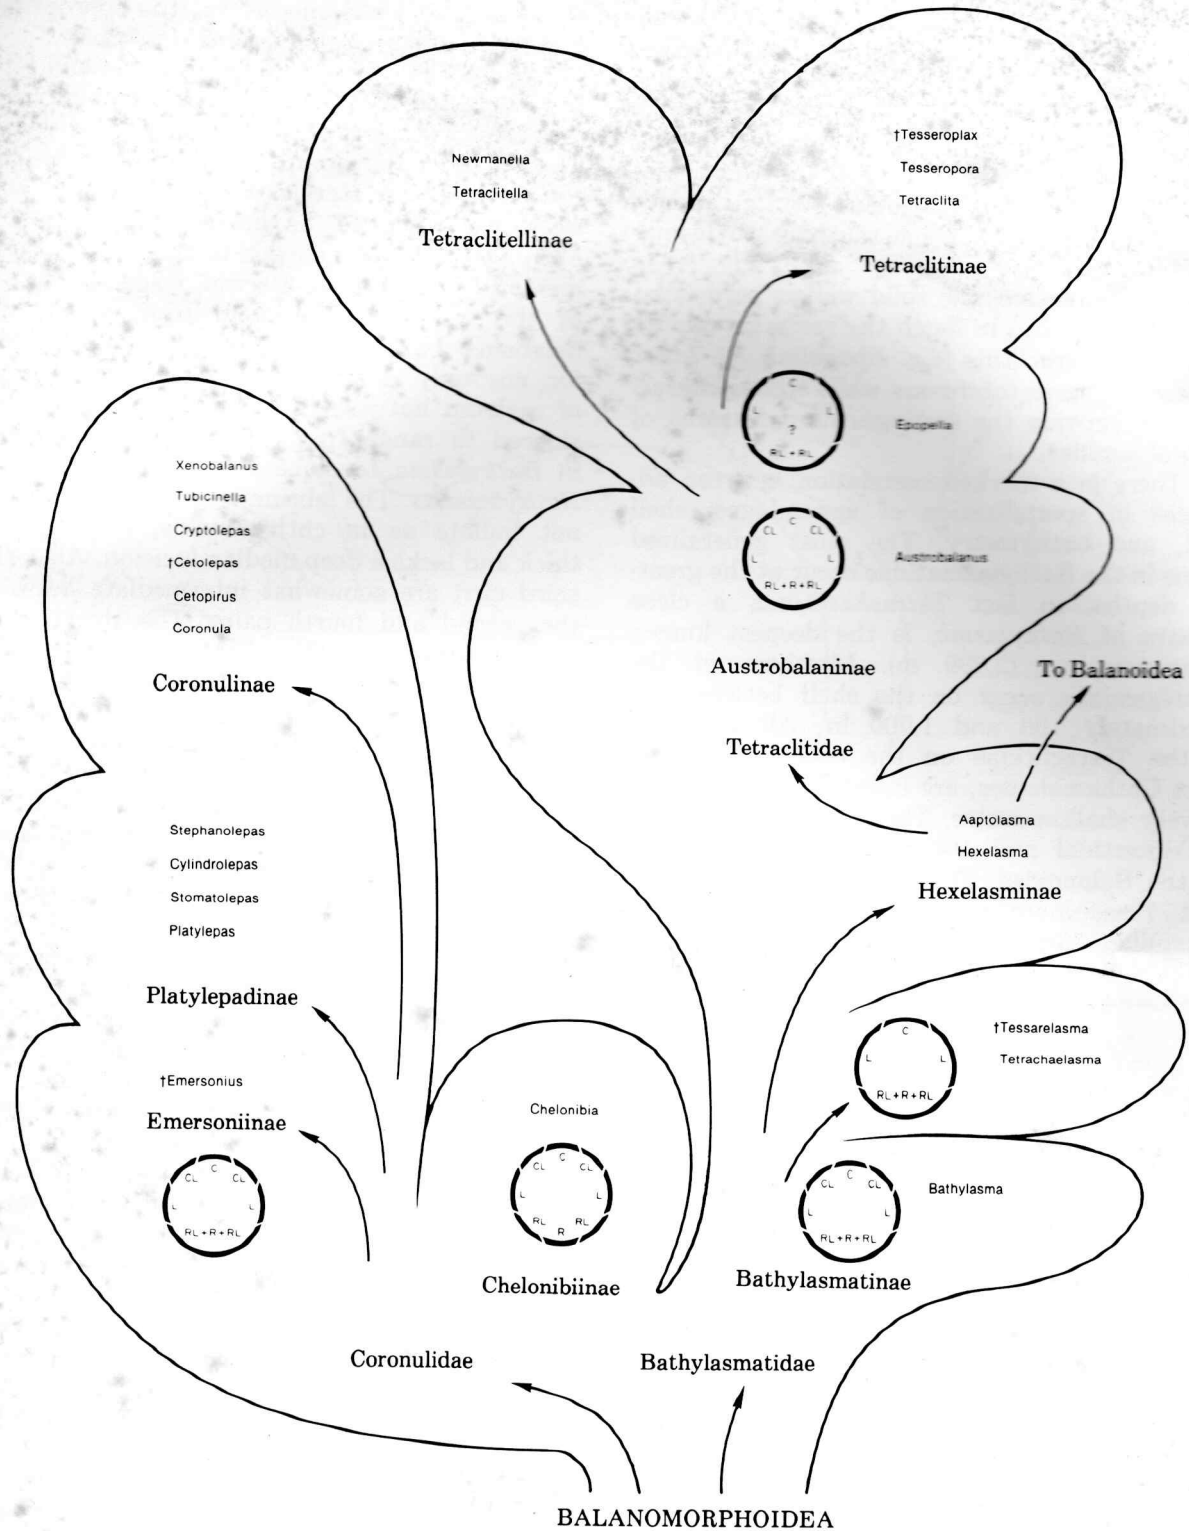 †Tesseroplax
Newmanella
Tesseropora
Tetraclitella
Tetraclita
Tetraclitellinae
Tetraclitinae
C
L L
?
RL + RL
Epopella
C
CL CL
L L
RL + R + RL
Austrobalanus
Austrobalaninae
To Balanoidea
Tetraclitidae
Xenobalanus
Tubicinella
Cryptolepas
†Cetolepas
Cetopirus
Coronula
Coronulinae
Aaptolasma
Hexelasma
Hexelasminae
Stephanolepas
Cylindrolepas
Stomatolepas
Platylepas
Platylepadinae
†Tessarelasma
Tetrachaelasma
C
L L
RL + R + RL
†Emersonius
Emersoniinae
C
CL CL
L L
RL + R + RL
Chelonibia
C
CL CL
L L
RL RL
R
Chelonibiinae
Bathylasma
C
CL CL
L L
RL + R + RL
Bathylasmatinae
Coronulidae
Bathylasmatidae
BALANOMORPHOIDEA